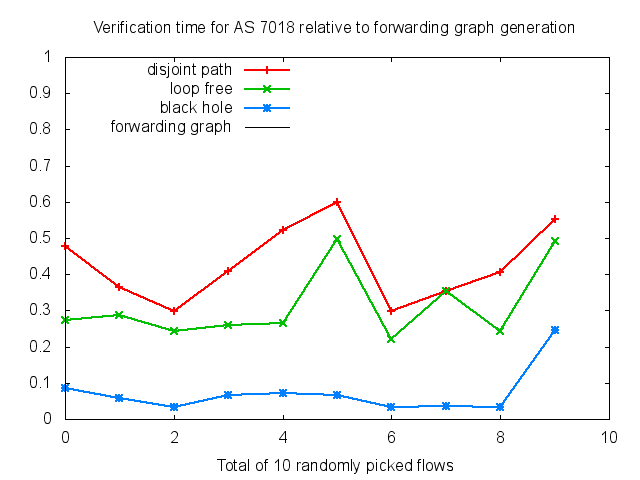 Verification time for AS 7018 relative to forwarding graph generation
1
0.9
0.8
0.7
0.6
0.5
0.4
0.3
0.2
0.1
0
disjoint path
loop free
black hole
forwarding graph
0 2 4 6 8 10
Total of 10 randomly picked flows